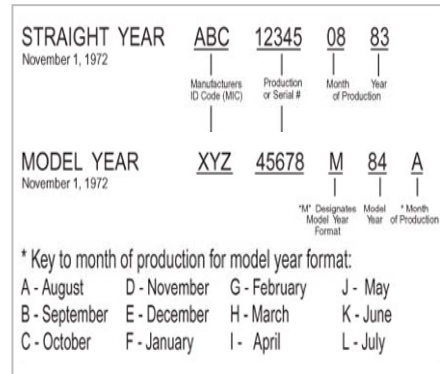 STRAIGHT YEAR ABC 12345 08 83
November 1, 1972
Manufacturers ID Code (MIC) Production or Serial # Month Year
of Production
MODEL YEAR XYZ 45678 M 84 A
November 1, 1972
"M" Designates Model Year Format Model Year * Month of Production
* Key to month of production for model year format:
A - August D - November G - February J - May
B - September E - December H - March K - June
C - October F - January I - April L - July